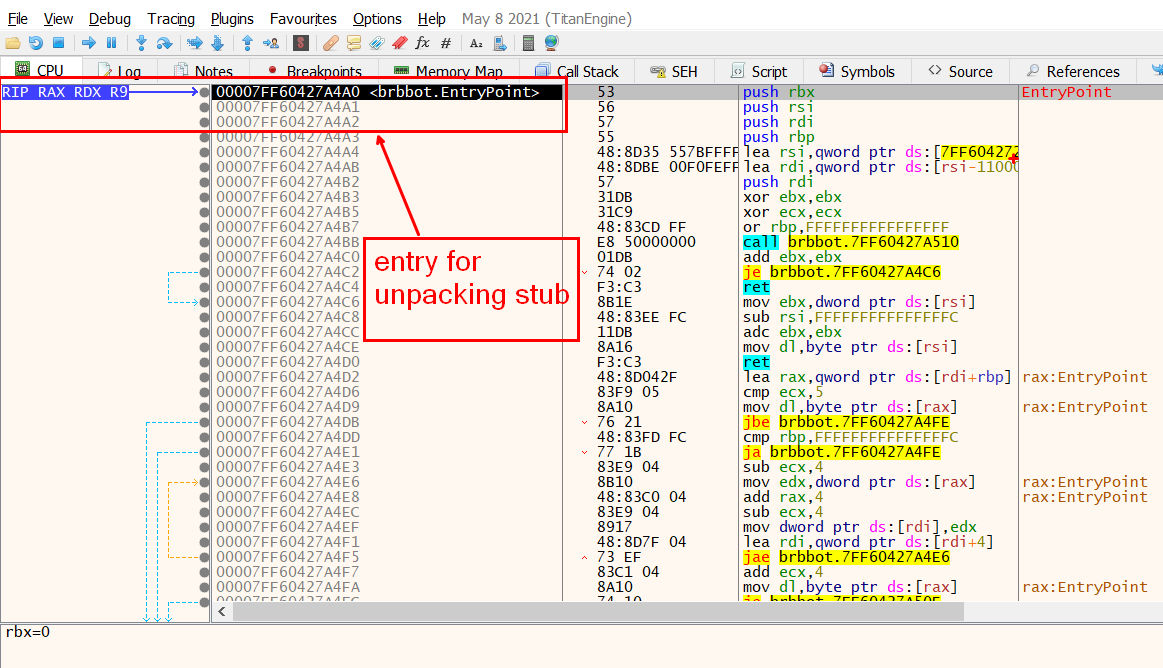 File View Debug Tracing Plugins Favourites Options Help May 8 2021 (TitanEngine)
CPU Log Notes Breakpoints Memory Map Call Stack SEH Script Symbols Source References
RIP RAX RDX R9 00007FF60427A4A0 <brbbot.EntryPoint> 53 push rbx EntryPoint
00007FF60427A4A1 56 push rsi
00007FF60427A4A2 57 push rdi
00007FF60427A4A3 55 push rbp
00007FF60427A4A4 48:8D35 557BFFFF lea rsi,qword ptr ds:[7FF604272
00007FF60427A4AB 48:8DBE 00F0FEFF lea rdi,qword ptr ds:[rsi-11000
00007FF60427A4B2 57 push rdi
00007FF60427A4B3 31DB xor ebx,ebx
00007FF60427A4B5 31C9 xor ecx,ecx
00007FF60427A4B7 48:83CD FF or rbp,FFFFFFFFFFFFFFFF
00007FF60427A4BB E8 50000000 call brbbot.7FF60427A510
00007FF60427A4C0 01DB add ebx,ebx
00007FF60427A4C2 74 02 je brbbot.7FF60427A4C6
00007FF60427A4C4 F3:C3 ret
00007FF60427A4C6 8B1E mov ebx,dword ptr ds:[rsi]
00007FF60427A4C8 48:83EE FC sub rsi,FFFFFFFFFFFFFFFC
00007FF60427A4CC 11DB adc ebx,ebx
00007FF60427A4CE 8A16 mov dl,byte ptr ds:[rsi]
00007FF60427A4D0 F3:C3 ret
00007FF60427A4D2 48:8D042F lea rax,qword ptr ds:[rdi+rbp] rax:EntryPoint
00007FF60427A4D6 83F9 05 cmp ecx,5
00007FF60427A4D9 8A10 mov dl,byte ptr ds:[rax] rax:EntryPoint
00007FF60427A4DB 76 21 jbe brbbot.7FF60427A4FE
00007FF60427A4DD 48:83FD FC cmp rbp,FFFFFFFFFFFFFFFC
00007FF60427A4E1 77 1B ja brbbot.7FF60427A4FE
00007FF60427A4E3 83E9 04 sub ecx,4
00007FF60427A4E6 8B10 mov edx,dword ptr ds:[rax] rax:EntryPoint
00007FF60427A4E8 48:83C0 04 add rax,4 rax:EntryPoint
00007FF60427A4EC 83E9 04 sub ecx,4
00007FF60427A4EF 8917 mov dword ptr ds:[rdi],edx
00007FF60427A4F1 48:8D7F 04 lea rdi,qword ptr ds:[rdi+4]
00007FF60427A4F5 73 EF jae brbbot.7FF60427A4E6
00007FF60427A4F7 83C1 04 add ecx,4
00007FF60427A4FA 8A10 mov dl,byte ptr ds:[rax] rax:EntryPoint
entry for
unpacking stub
rbx=0